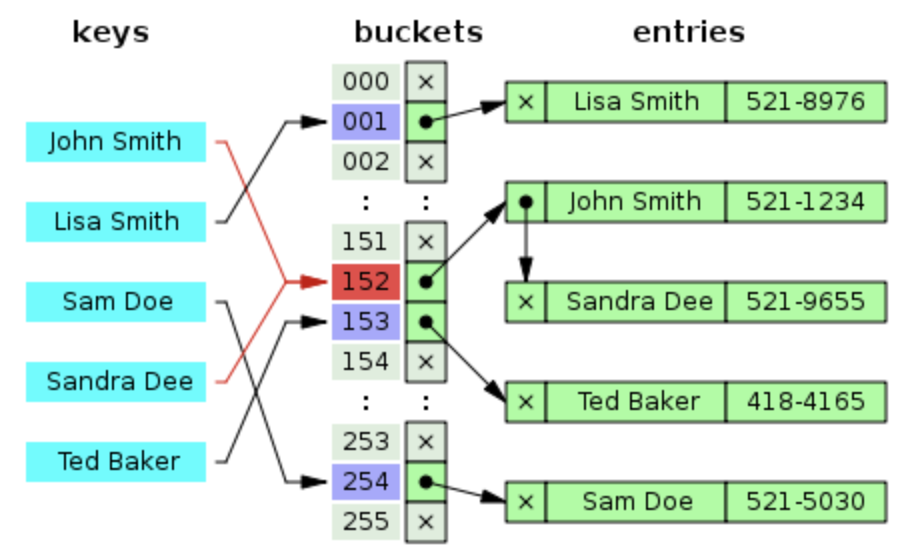 keys
buckets
entries
John Smith
Lisa Smith
Sam Doe
Sandra Dee
Ted Baker
000 ×
001
002 ×
: :
151 ×
152
153
154 ×
: :
253 ×
254
255 ×
× Lisa Smith 521-8976
John Smith 521-1234
× Sandra Dee 521-9655
× Ted Baker 418-4165
× Sam Doe 521-5030